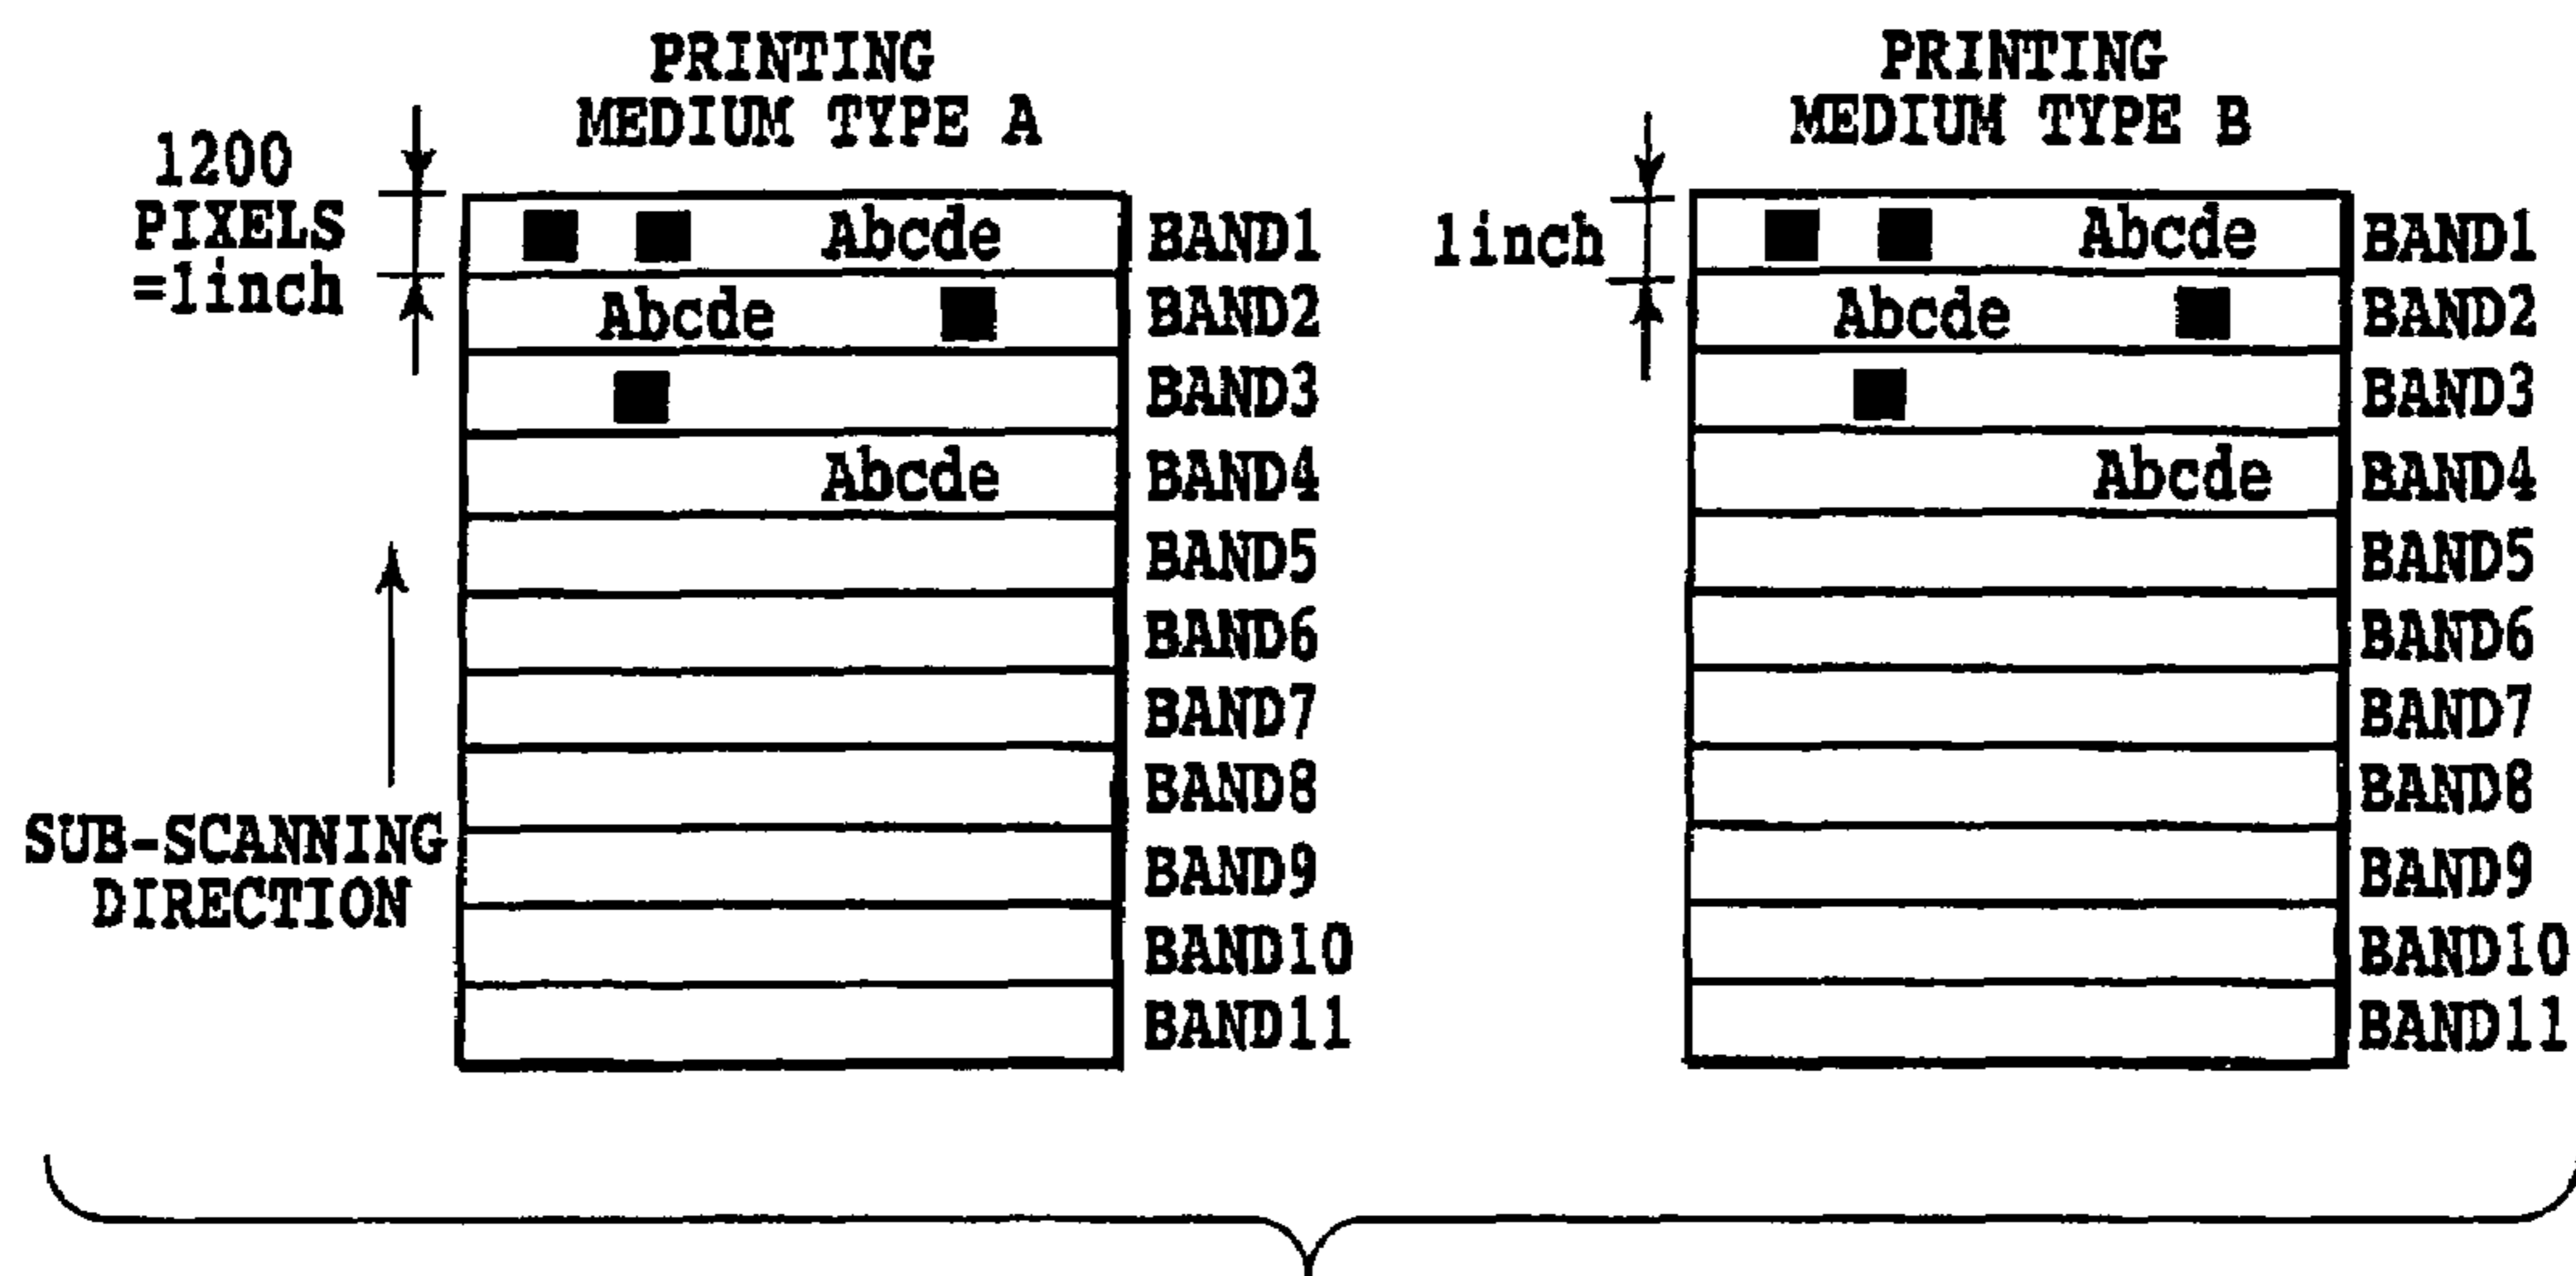 PRINTING
MEDIUM TYPE A
1200
PIXELS
=1inch
Abcde
BAND1
Abcde
BAND2
BAND3
Abcde
BAND4
BAND5
BAND6
BAND7
BAND8
BAND9
BAND10
BAND11
SUB-SCANNING
DIRECTION
PRINTING
MEDIUM TYPE B
1inch
Abcde
BAND1
Abcde
BAND2
BAND3
Abcde
BAND4
BAND5
BAND6
BAND7
BAND8
BAND9
BAND10
BAND11